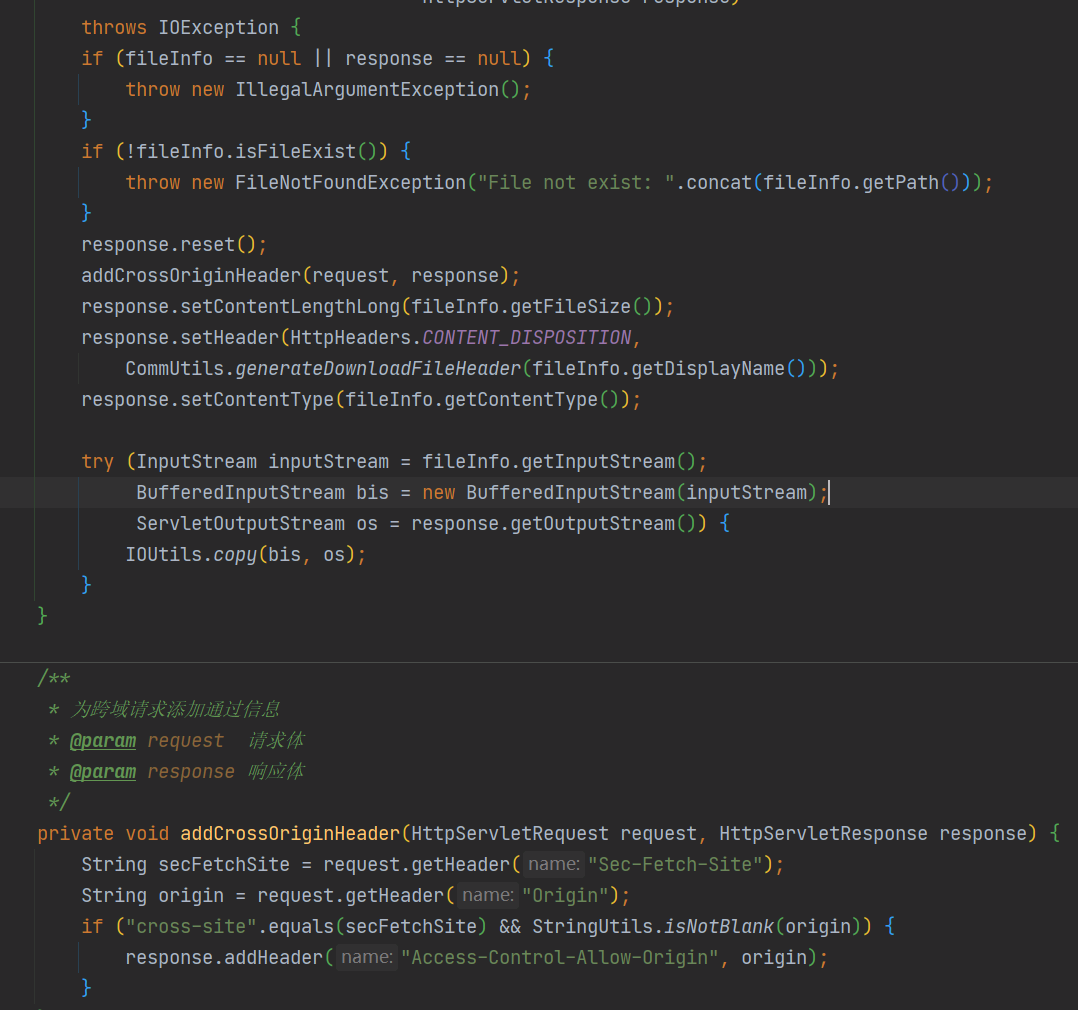 HttpServletResponse response)
throws IOException {
if (fileInfo == null || response == null) {
throw new IllegalArgumentException();
}
if (!fileInfo.isFileExist()) {
throw new FileNotFoundException("File not exist: ".concat(fileInfo.getPath()));
}
response.reset();
addCrossOriginHeader(request, response);
response.setContentLengthLong(fileInfo.getFileSize());
response.setHeader(HttpHeaders.CONTENT_DISPOSITION,
CommUtils.generateDownloadFileHeader(fileInfo.getDisplayName()));
response.setContentType(fileInfo.getContentType());
try (InputStream inputStream = fileInfo.getInputStream();
BufferedInputStream bis = new BufferedInputStream(inputStream);
ServletOutputStream os = response.getOutputStream()) {
IOUtils.copy(bis, os);
}
}
/**
* 为跨域请求添加通过信息
* @param request 请求体
* @param response 响应体
*/
private void addCrossOriginHeader(HttpServletRequest request, HttpServletResponse response) {
String secFetchSite = request.getHeader( name: "Sec-Fetch-Site");
String origin = request.getHeader( name: "Origin");
if ("cross-site".equals(secFetchSite) && StringUtils.isNotBlank(origin)) {
response.addHeader( name: "Access-Control-Allow-Origin", origin);
}